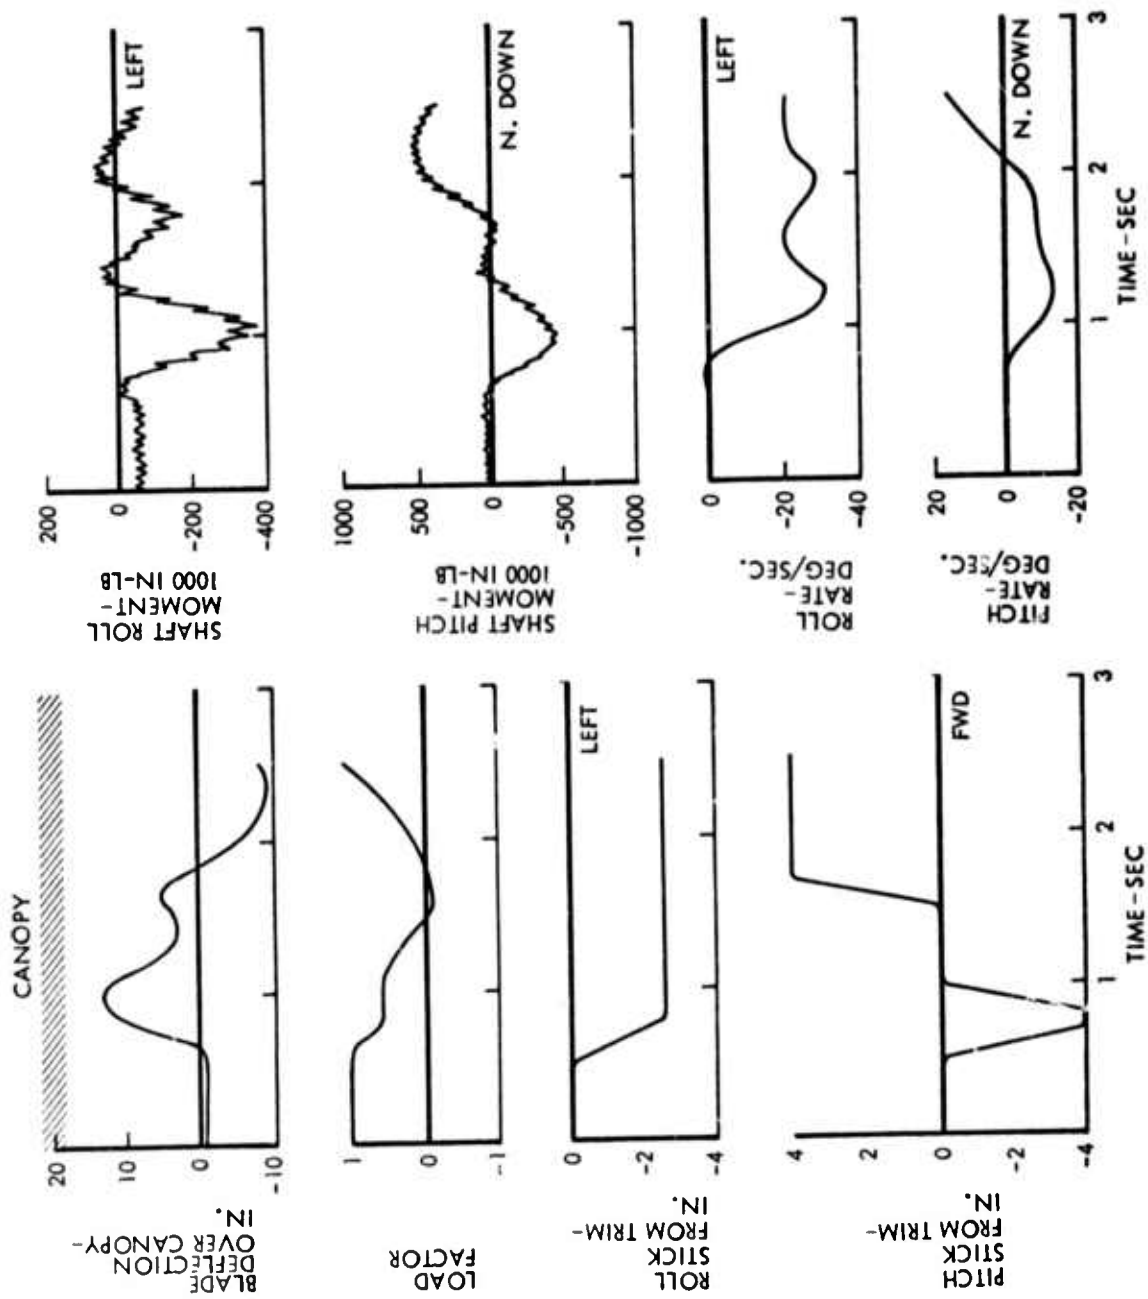 CANOPY
20
10
0
-10
BLADE
DEFLECTION
OVER CANOPY-
IN.
1
0
-1
LOAD
FACTOR
LEFT
0
-2
-4
ROLL
STICK
FROM TRIM-
IN.
FWD
4
2
0
-2
-4
PITCH
STICK
FROM TRIM-
IN.
1
2
3
TIME-SEC
LEFT
200
0
-200
-400
SHAFT ROLL
MOMENT-
1000 IN-LB
N. DOWN
1000
500
0
-500
-1000
SHAFT PITCH
MOMENT-
1000 IN-LB
LEFT
0
-20
-40
ROLL
RATE-
DEG/SEC.
N. DOWN
20
0
-20
PITCH
RATE-
DEG/SEC.
1
2
3
TIME-SEC